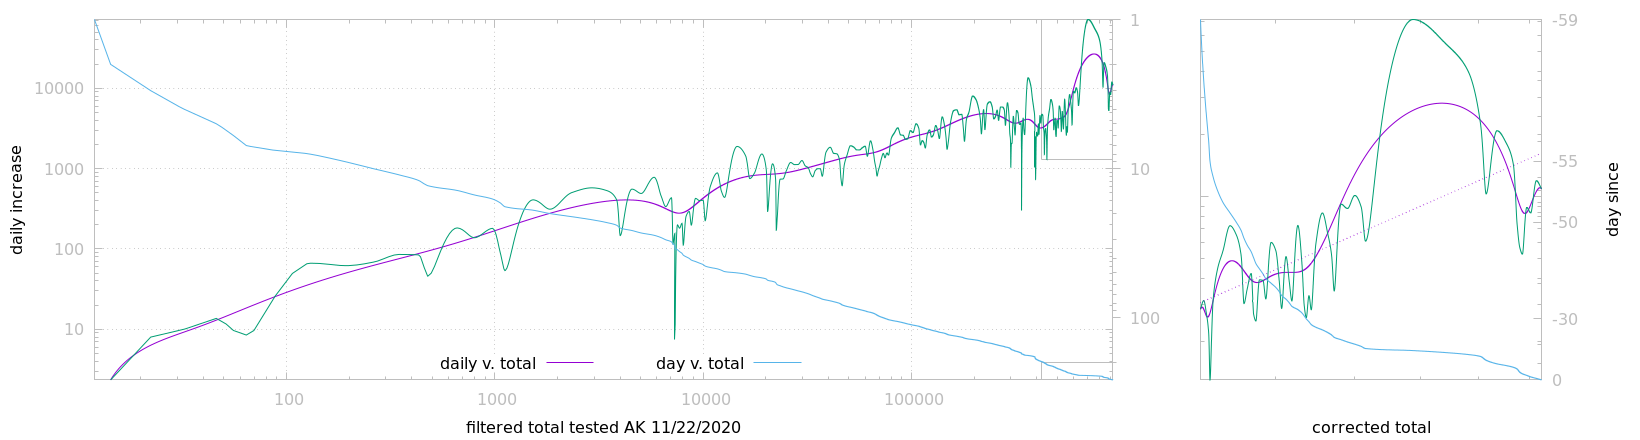 1
-59
10000
daily increase
1000
10
-55
day since
-50
100
100
-30
10
daily v. total
day v. total
0
100
1000
10000
100000
filtered total tested AK 11/22/2020
corrected total